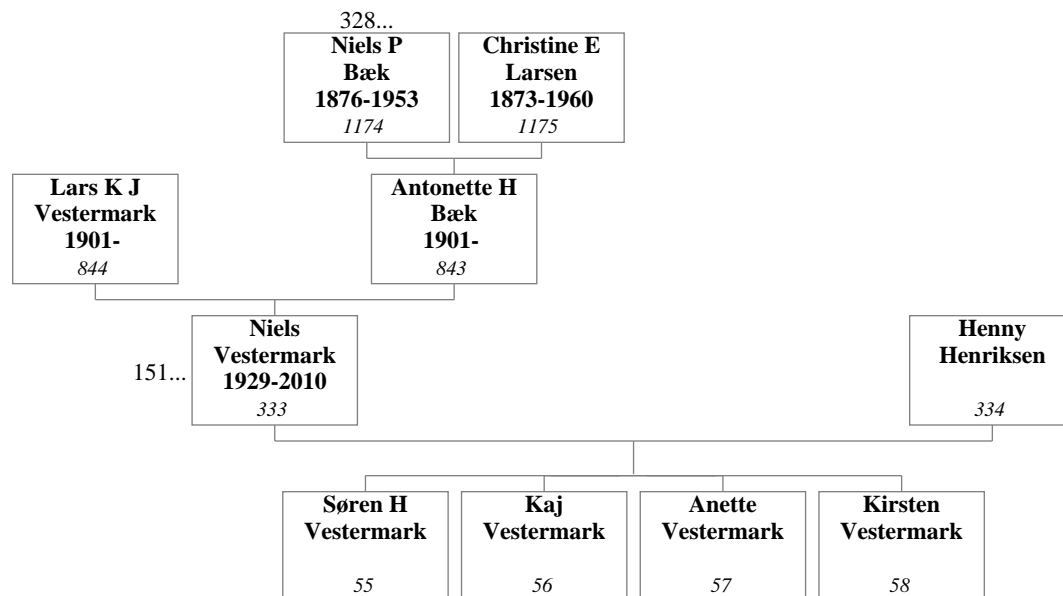 328...
Niels P
Bæk
1876-1953
1174
Christine E
Larsen
1873-1960
1175
Lars K J
Vestermark
1901-
844
Antonette H
Bæk
1901-
843
151...
Niels
Vestermark
1929-2010
333
Henny
Henriksen
334
Søren H
Vestermark
55
Kaj
Vestermark
56
Anette
Vestermark
57
Kirsten
Vestermark
58